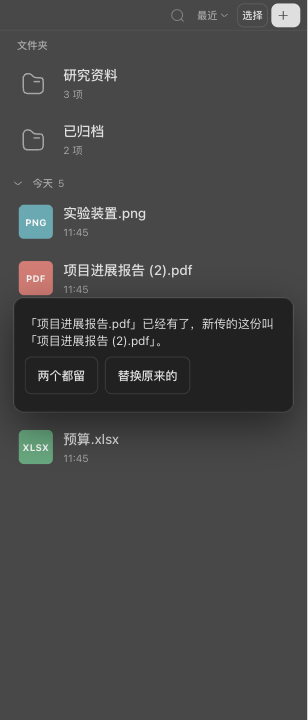 最近
选择
文件夹
研究资料
3 项
已归档
2 项
今天 5
PNG
实验装置.png
11:45
PDF
项目进展报告 (2).pdf
11:45
「项目进展报告.pdf」已经有了，新传的这份叫
「项目进展报告 (2).pdf」。
两个都留
替换原来的
XLSX
预算.xlsx
11:45